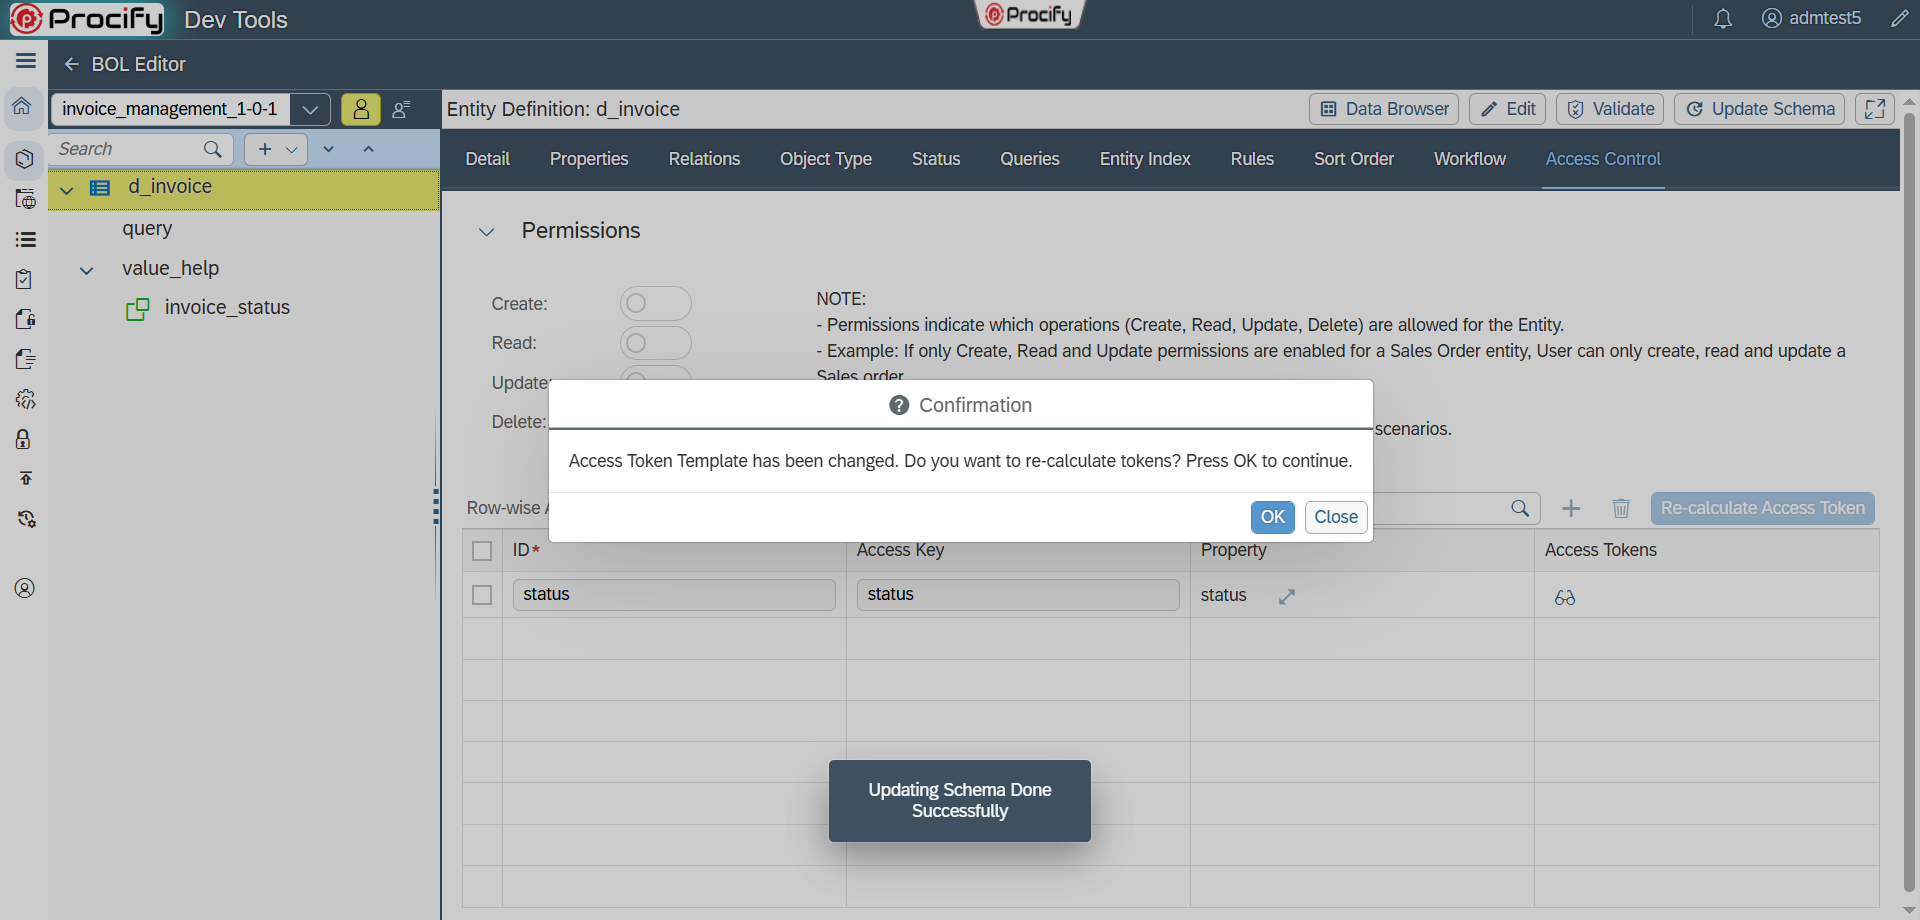 Procify Dev Tools
Procify
admtest5
BOL Editor
invoice_management_1-0-1
Entity Definition: d_invoice
Data Browser
Edit
Validate
Update Schema
Search
Detail
Properties
Relations
Object Type
Status
Queries
Entity Index
Rules
Sort Order
Workflow
Access Control
d_invoice
query
value_help
invoice_status
Permissions
Create:
Read:
Update:
Delete:
NOTE:
- Permissions indicate which operations (Create, Read, Update, Delete) are allowed for the Entity.
- Example: If only Create, Read and Update permissions are enabled for a Sales Order entity, User can only create, read and update a
Sales order
scenarios.
Confirmation
Access Token Template has been changed. Do you want to re-calculate tokens? Press OK to continue.
OK
Close
Row-wise
Re-calculate Access Token
ID*
Access Key
Property
Access Tokens
status
status
status
Updating Schema Done
Successfully